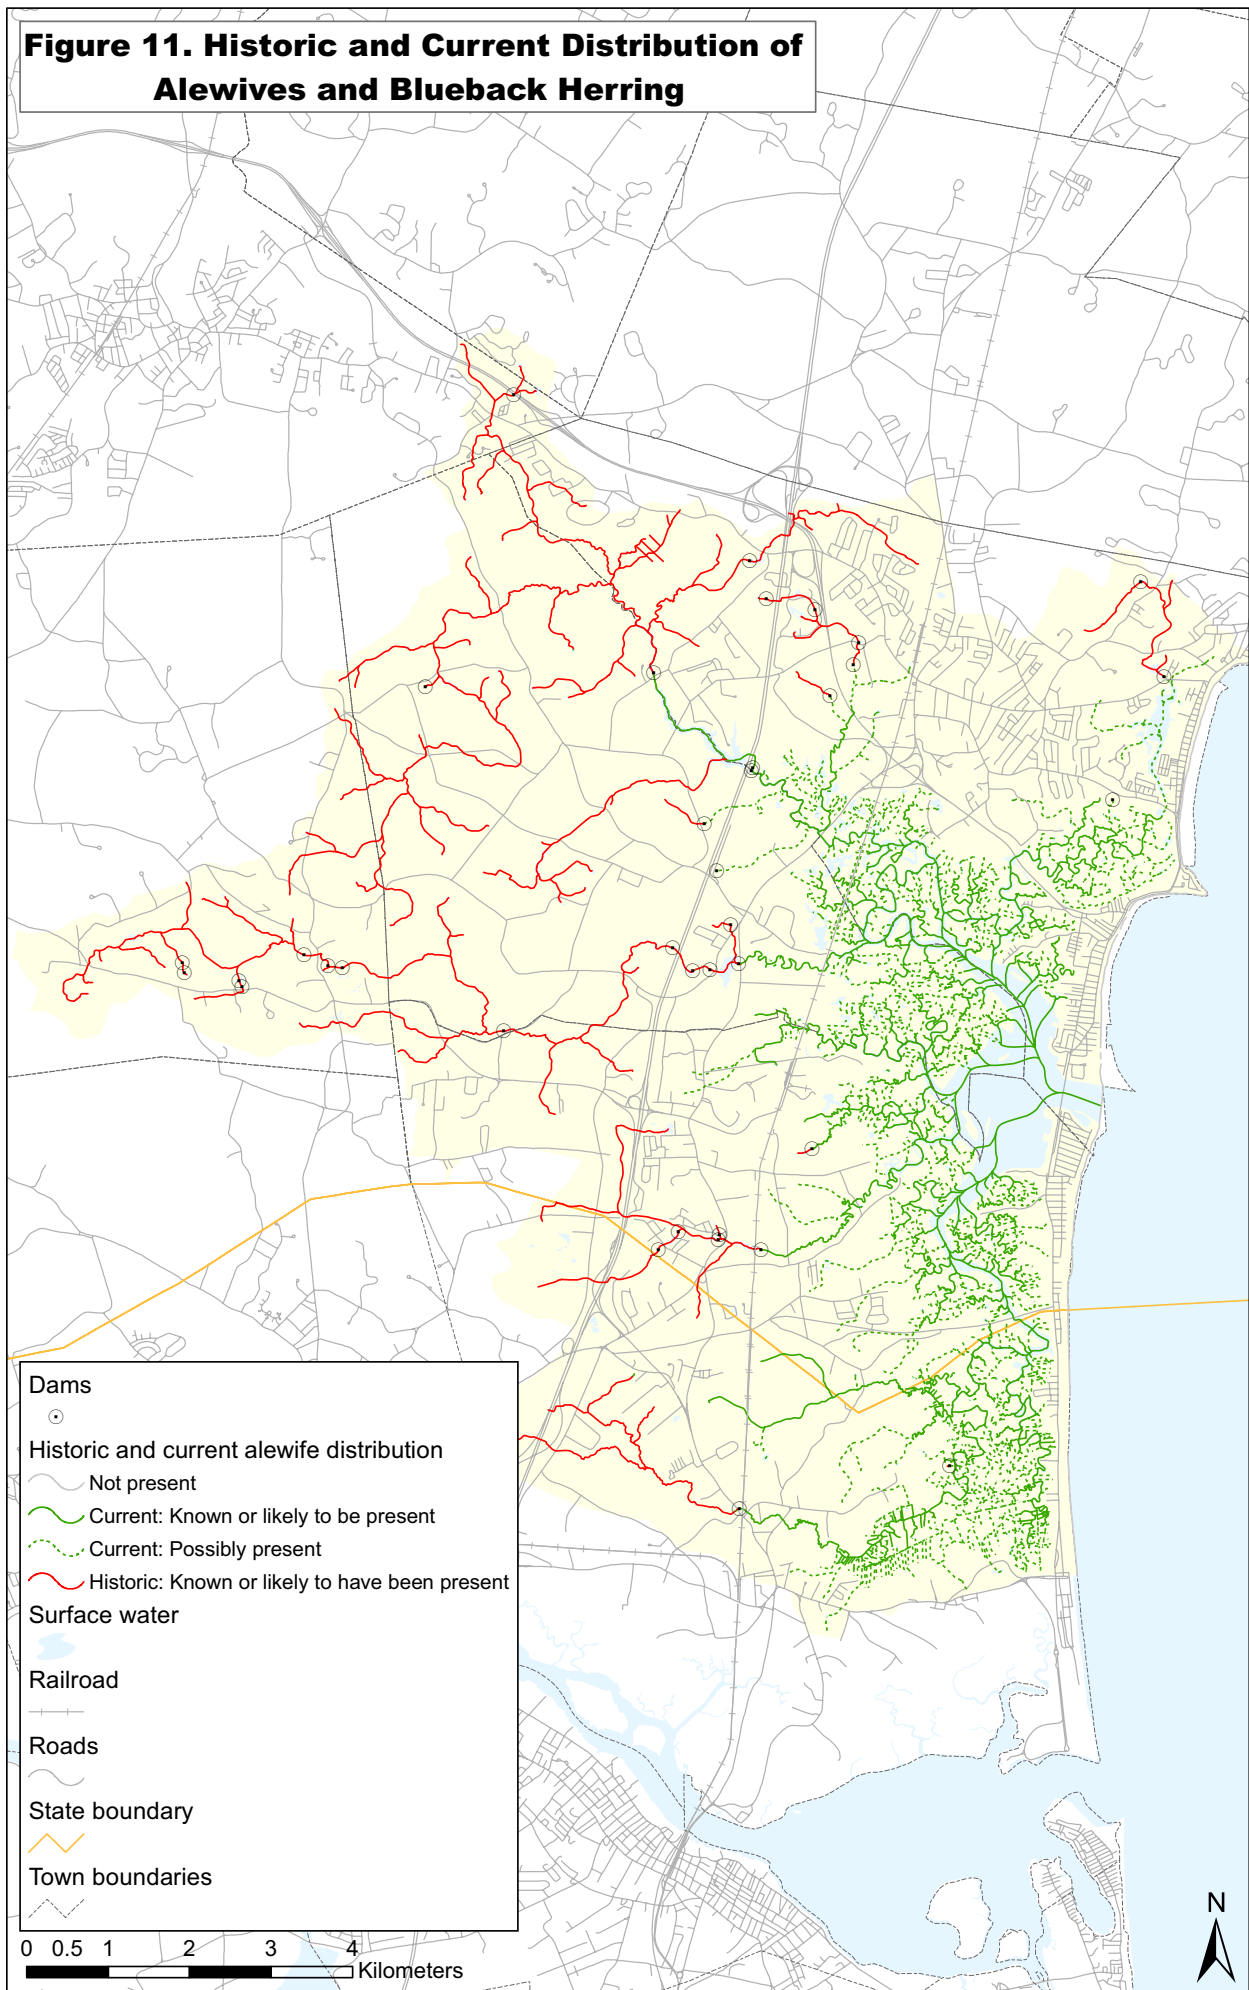 Figure 11. Historic and Current Distribution of
Alewives and Blueback Herring
Dams
Historic and current alewife distribution
Not present
Current: Known or likely to be present
Current: Possibly present
Historic: Known or likely to have been present
Surface water
Railroad
Roads
State boundary
Town boundaries
0 0.5 1 2 3 4
Kilometers
N